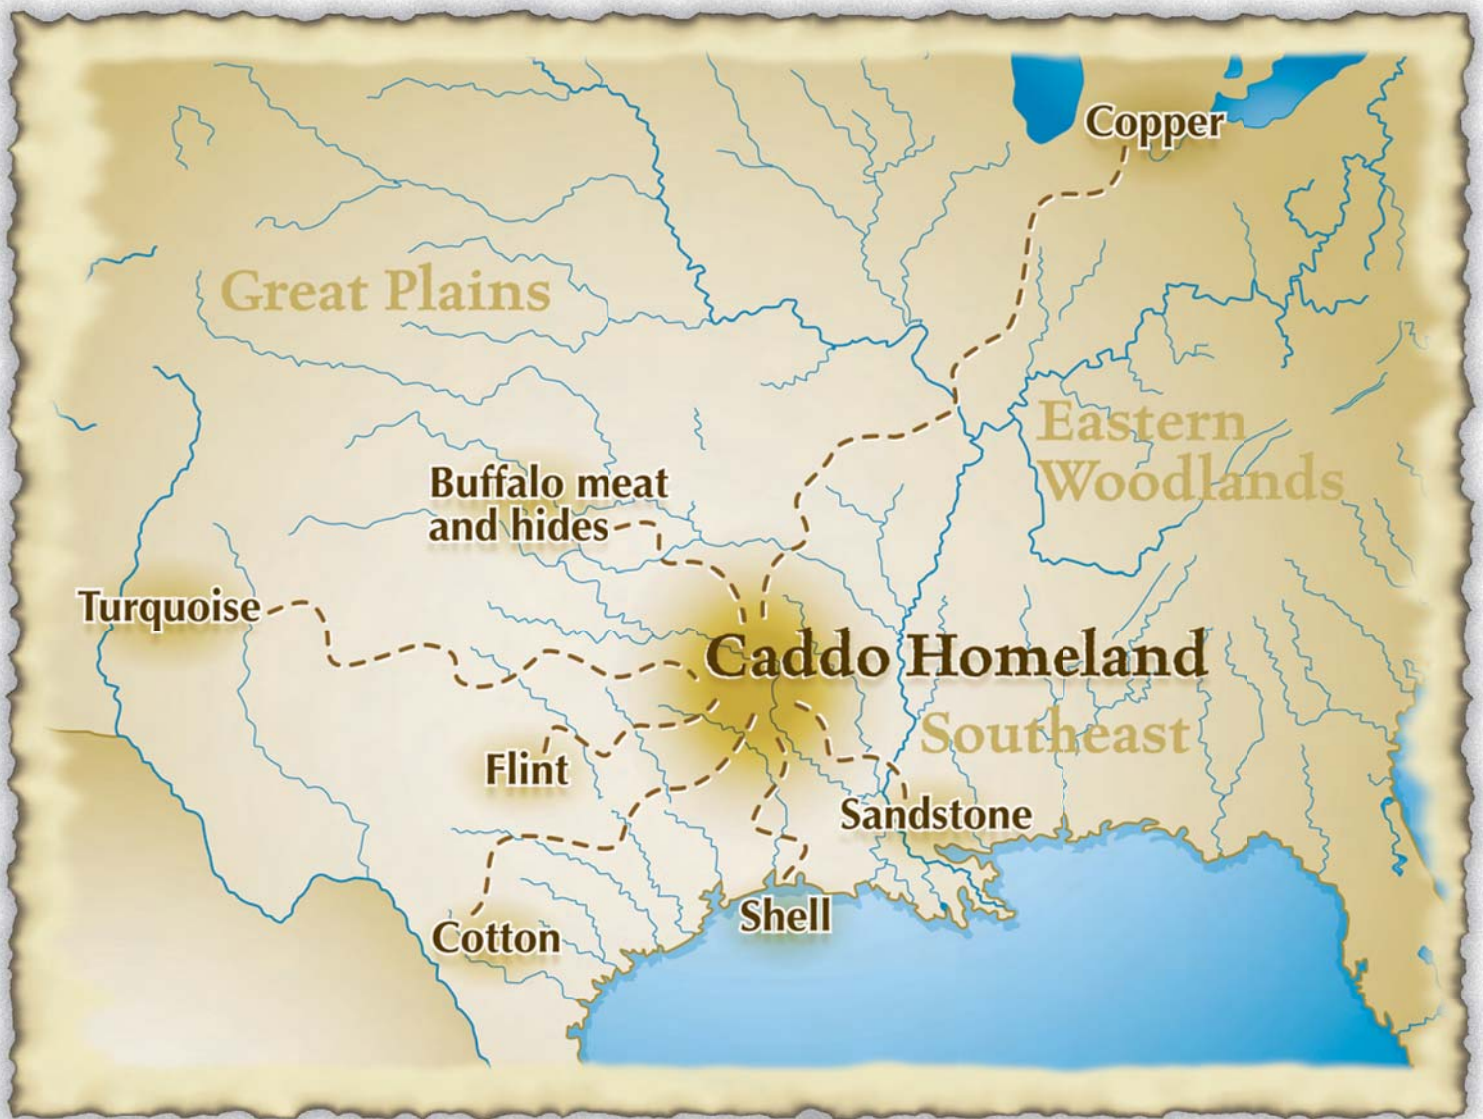 Copper
Great Plains
Eastern
Woodlands
Buffalo meat
and hides
Turquoise
Caddo Homeland
Southeast
Flint
Sandstone
Shell
Cotton